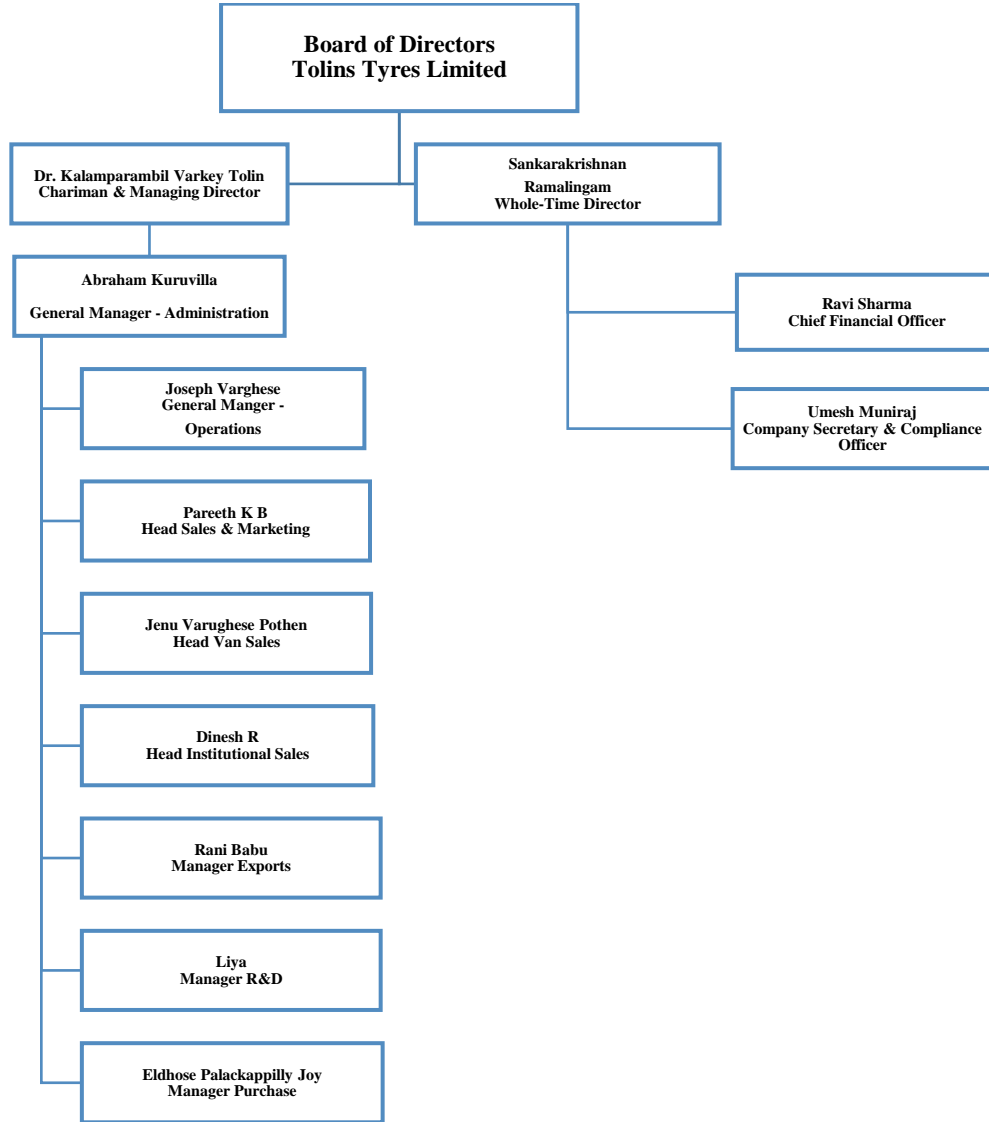 Board of Directors
Tolins Tyres Limited
Dr. Kalamparambil Varkey Tolin
Chariman & Managing Director
Sankarakrishnan
Ramalingam
Whole-Time Director
Abraham Kuruvilla
General Manager - Administration
Ravi Sharma
Chief Financial Officer
Joseph Varghese
General Manger -
Operations
Umesh Muniraj
Company Secretary & Compliance
Officer
Pareeth K B
Head Sales & Marketing
Jenu Varughese Pothen
Head Van Sales
Dinesh R
Head Institutional Sales
Rani Babu
Manager Exports
Liya
Manager R&D
Eldhose Palackappilly Joy
Manager Purchase